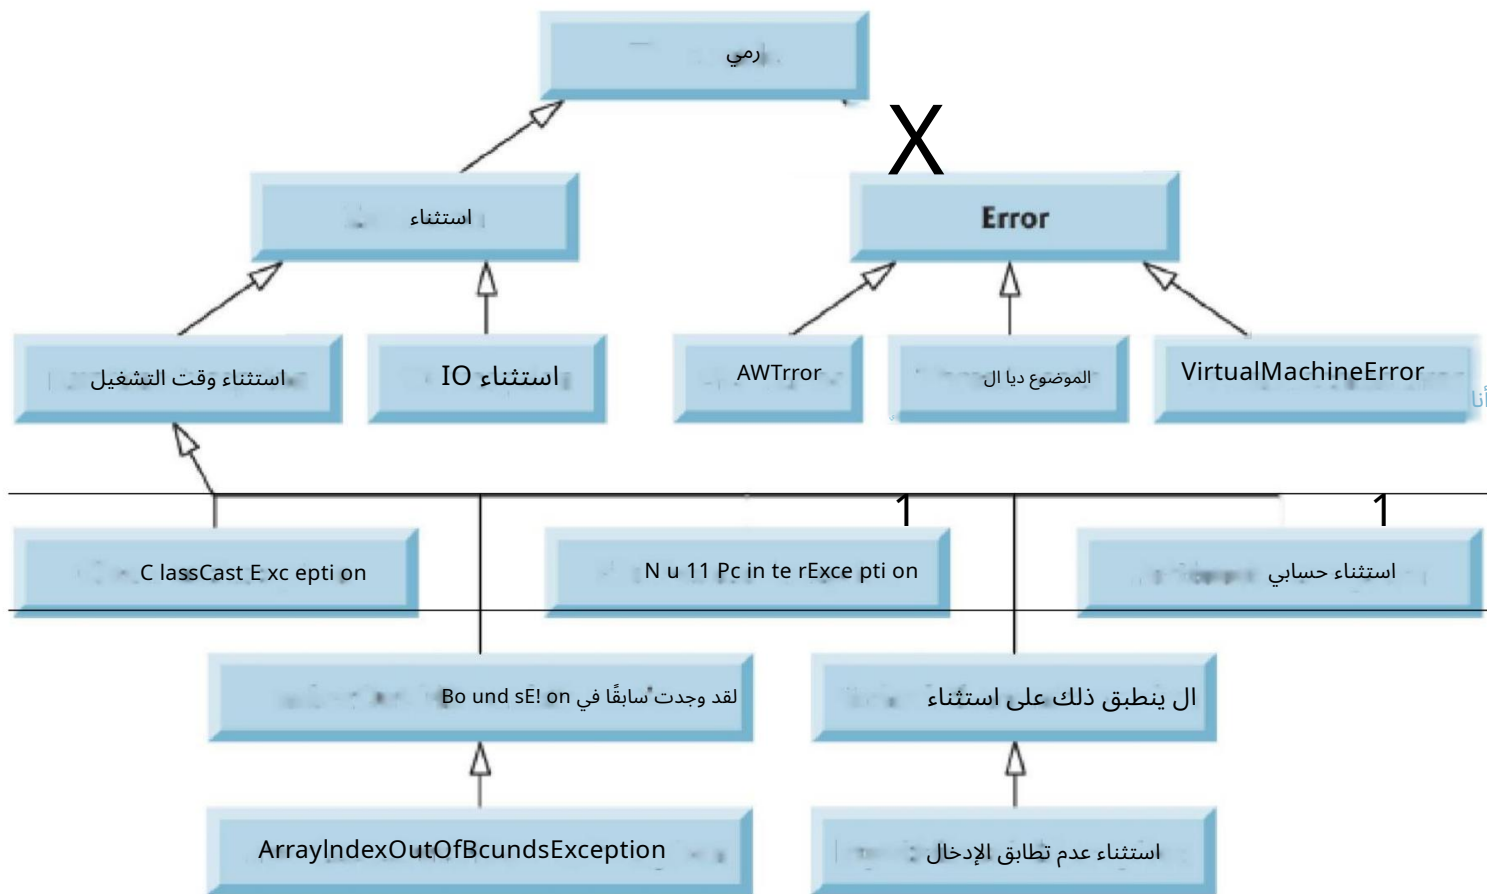 رمي
X
استثناء
Error
استثناء وقت التشغيل
استثناء IO
AWTrror
الموضوع ديا ال
VirtualMachineError
أنا
1
1
C lassCast E xc epti on
N u 11 Pc in te rExce pti on
استثناء حسابي
لقد وجدت سابقًا في Bo und sE! on
ال ينطبق ذلك على استثناء
ArraylndexOutOfBcundsException
استثناء عدم تطابق الإدخال